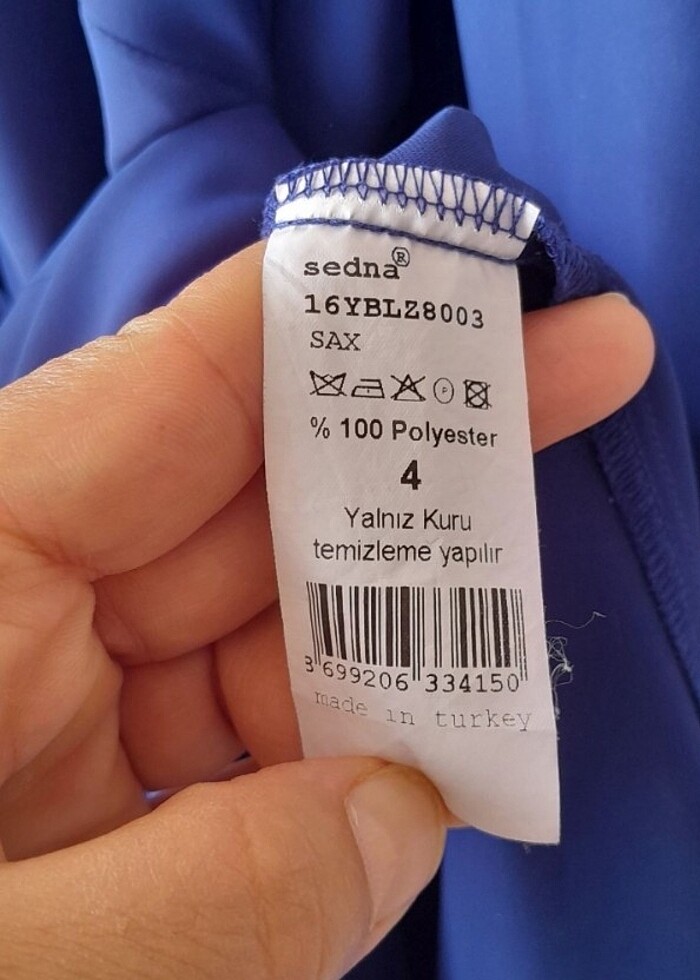 sedna®
16YBLZ8003
SAX
% 100 Polyester
4
Yalnız Kuru
temizleme yapılır
3 699206 334150
made in turkey